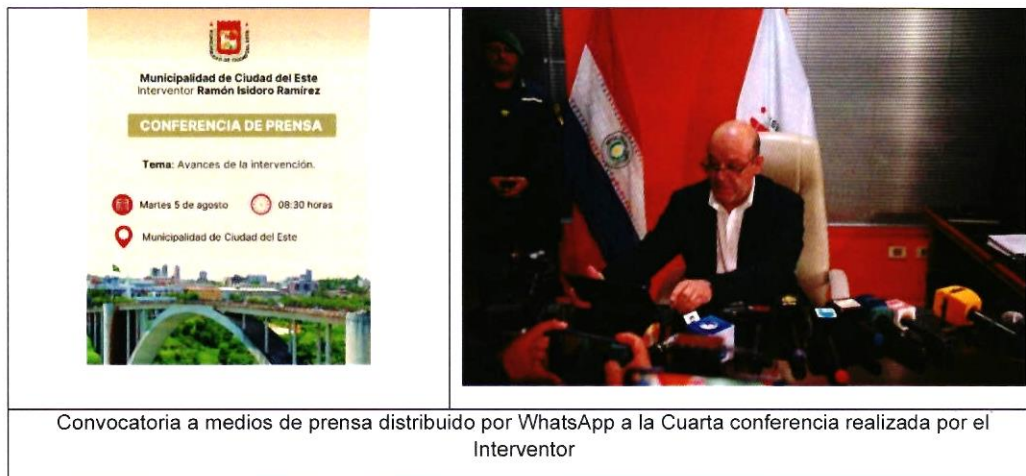 Municipalidad de Ciudad del Este
Interventor Ramón Isidoro Ramírez
CONFERENCIA DE PRENSA
Tema: Avances de la intervención.
Martes 5 de agosto
08:30 horas
Municipalidad de Ciudad del Este
Convocatoria a medios de prensa distribuido por WhatsApp a la Cuarta conferencia realizada por el
Interventor